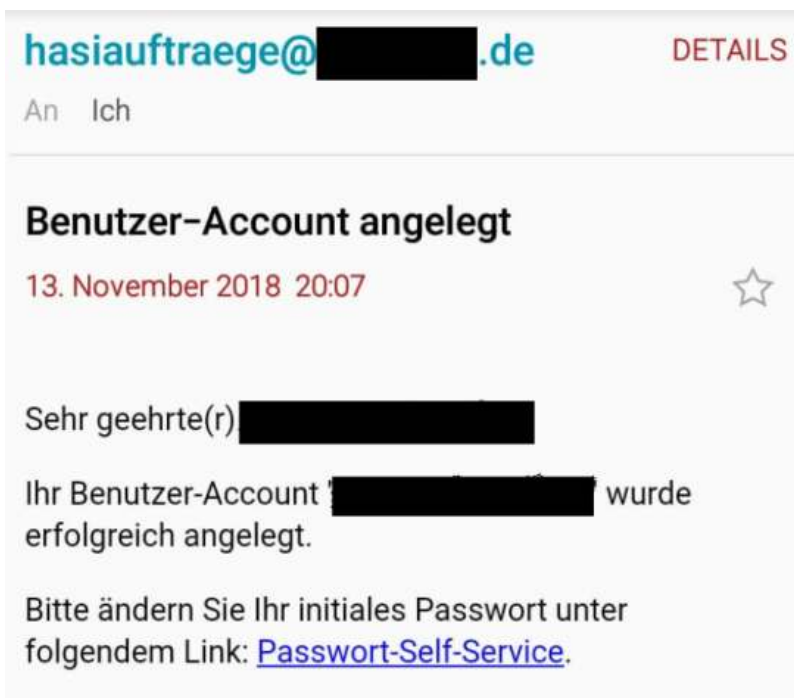 hasiauftraege@ .de DETAILS
An Ich
Benutzer-Account angelegt
13. November 2018 20:07
Sehr geehrte(r)
Ihr Benutzer-Account ' ' wurde
erfolgreich angelegt.
Bitte ändern Sie Ihr initiales Passwort unter
folgendem Link: Passwort-Self-Service.